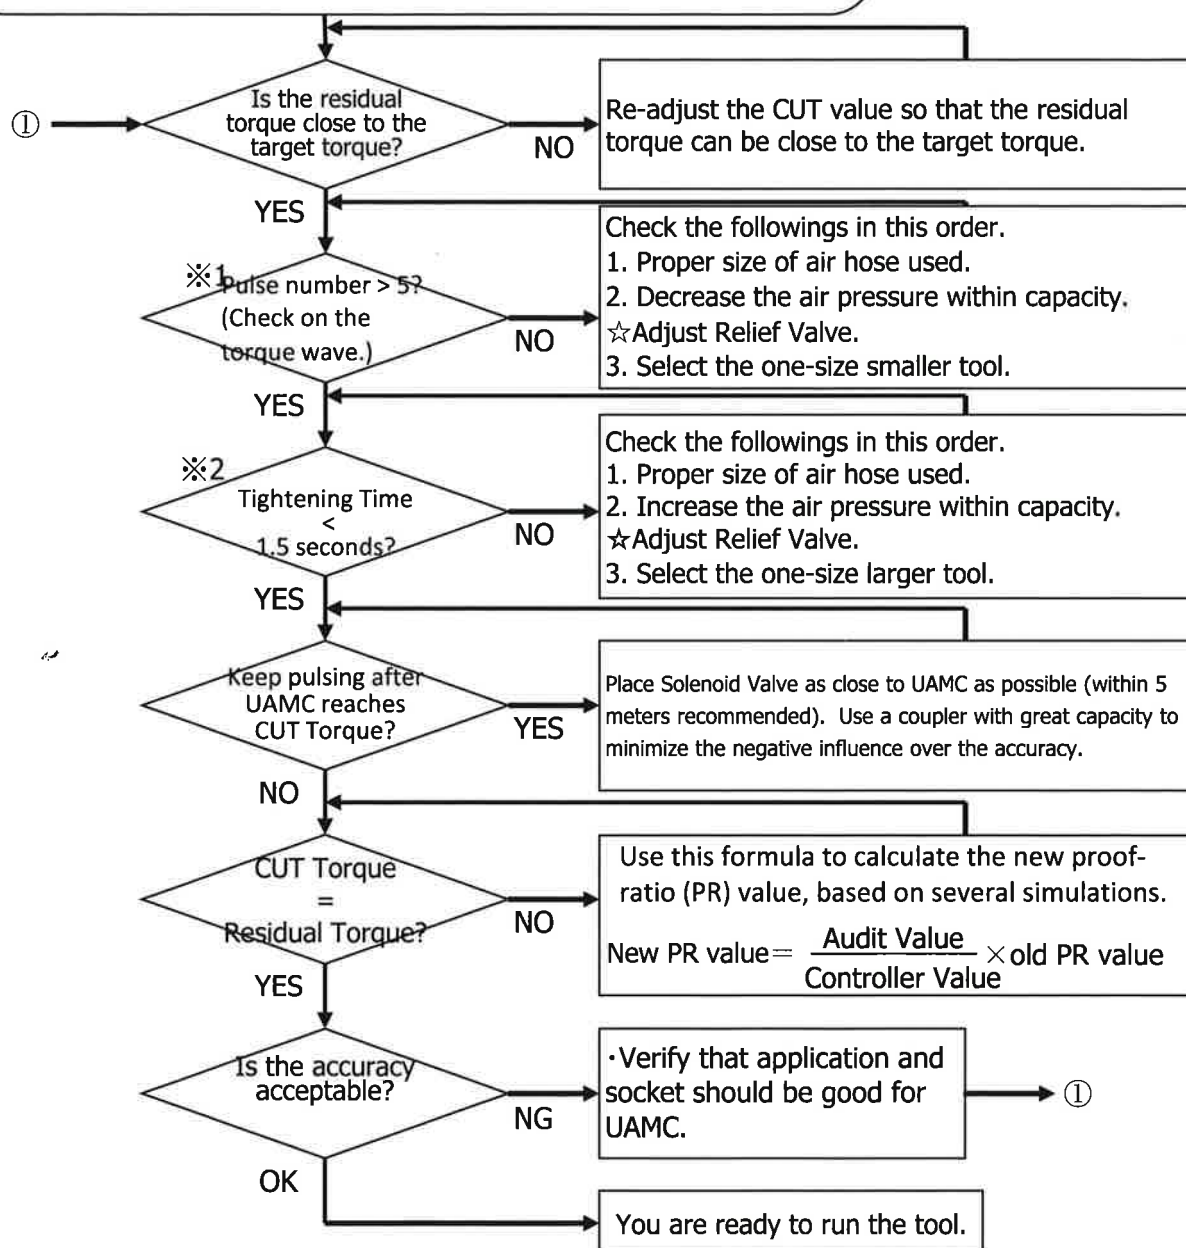 ①
Is the residual
torque close to the
target torque?
NO
Re-adjust the CUT value so that the residual
torque can be close to the target torque.
YES
※1
Pulse number > 5?
(Check on the
torque wave.)
NO
Check the followings in this order.
1. Proper size of air hose used.
2. Decrease the air pressure within capacity.
☆Adjust Relief Valve.
3. Select the one-size smaller tool.
YES
※2
Tightening Time
<
1.5 seconds?
NO
Check the followings in this order.
1. Proper size of air hose used.
2. Increase the air pressure within capacity.
☆Adjust Relief Valve.
3. Select the one-size larger tool.
YES
Keep pulsing after
UAMC reaches
CUT Torque?
YES
Place Solenoid Valve as close to UAMC as possible (within 5
meters recommended). Use a coupler with great capacity to
minimize the negative influence over the accuracy.
NO
CUT Torque
=
Residual Torque?
NO
Use this formula to calculate the new proof-
ratio (PR) value, based on several simulations.
New PR value= Audit Value / Controller Value ×old PR value
YES
Is the accuracy
acceptable?
NG
・Verify that application and
socket should be good for
UAMC.
①
OK
You are ready to run the tool.